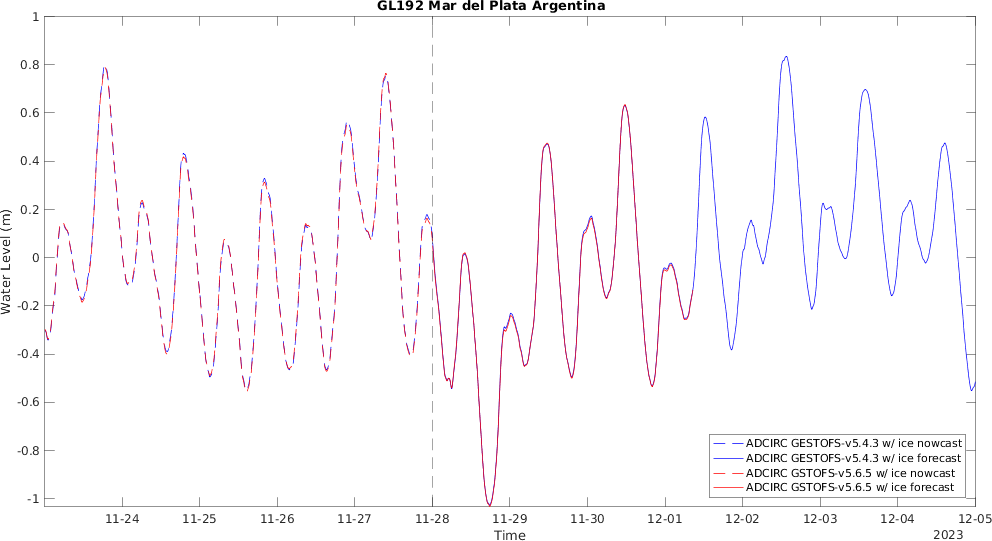 GL192 Mar del Plata Argentina
1
0.8
0.6
0.4
0.2
0
-0.2
-0.4
-0.6
-0.8
-1
Water Level (m)
11-24 11-25 11-26 11-27 11-28 11-29 11-30 12-01 12-02 12-03 12-04 12-05
Time
2023
ADCIRC GESTOFS-v5.4.3 w/ ice nowcast
ADCIRC GESTOFS-v5.4.3 w/ ice forecast
ADCIRC GSTOFS-v5.6.5 w/ ice nowcast
ADCIRC GSTOFS-v5.6.5 w/ ice forecast